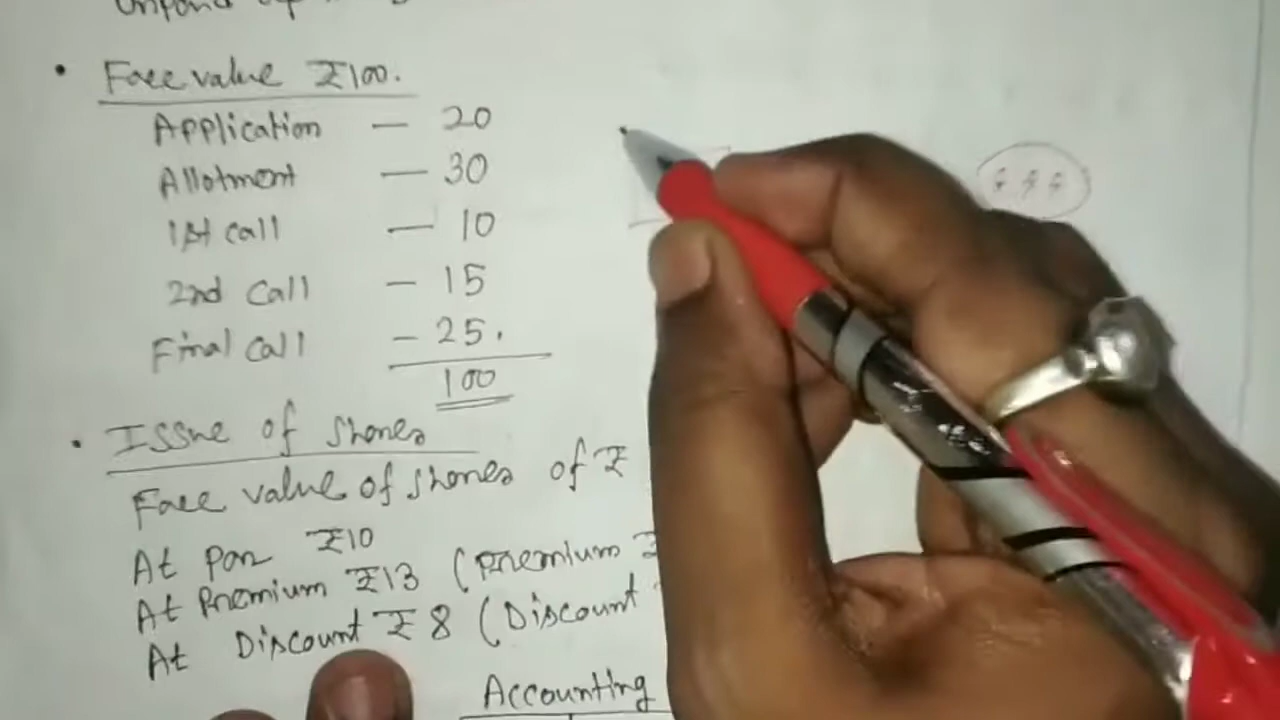 • Face value ₹100.
Application — 20
Allotment — 30
1st call — 10
2nd call — 15
Final call — 25.
100
• Issue of shares
Face value of shares of ₹
At par ₹10
At Premium ₹13 (Premium ₹
At Discount ₹8 (Discount
Accounting